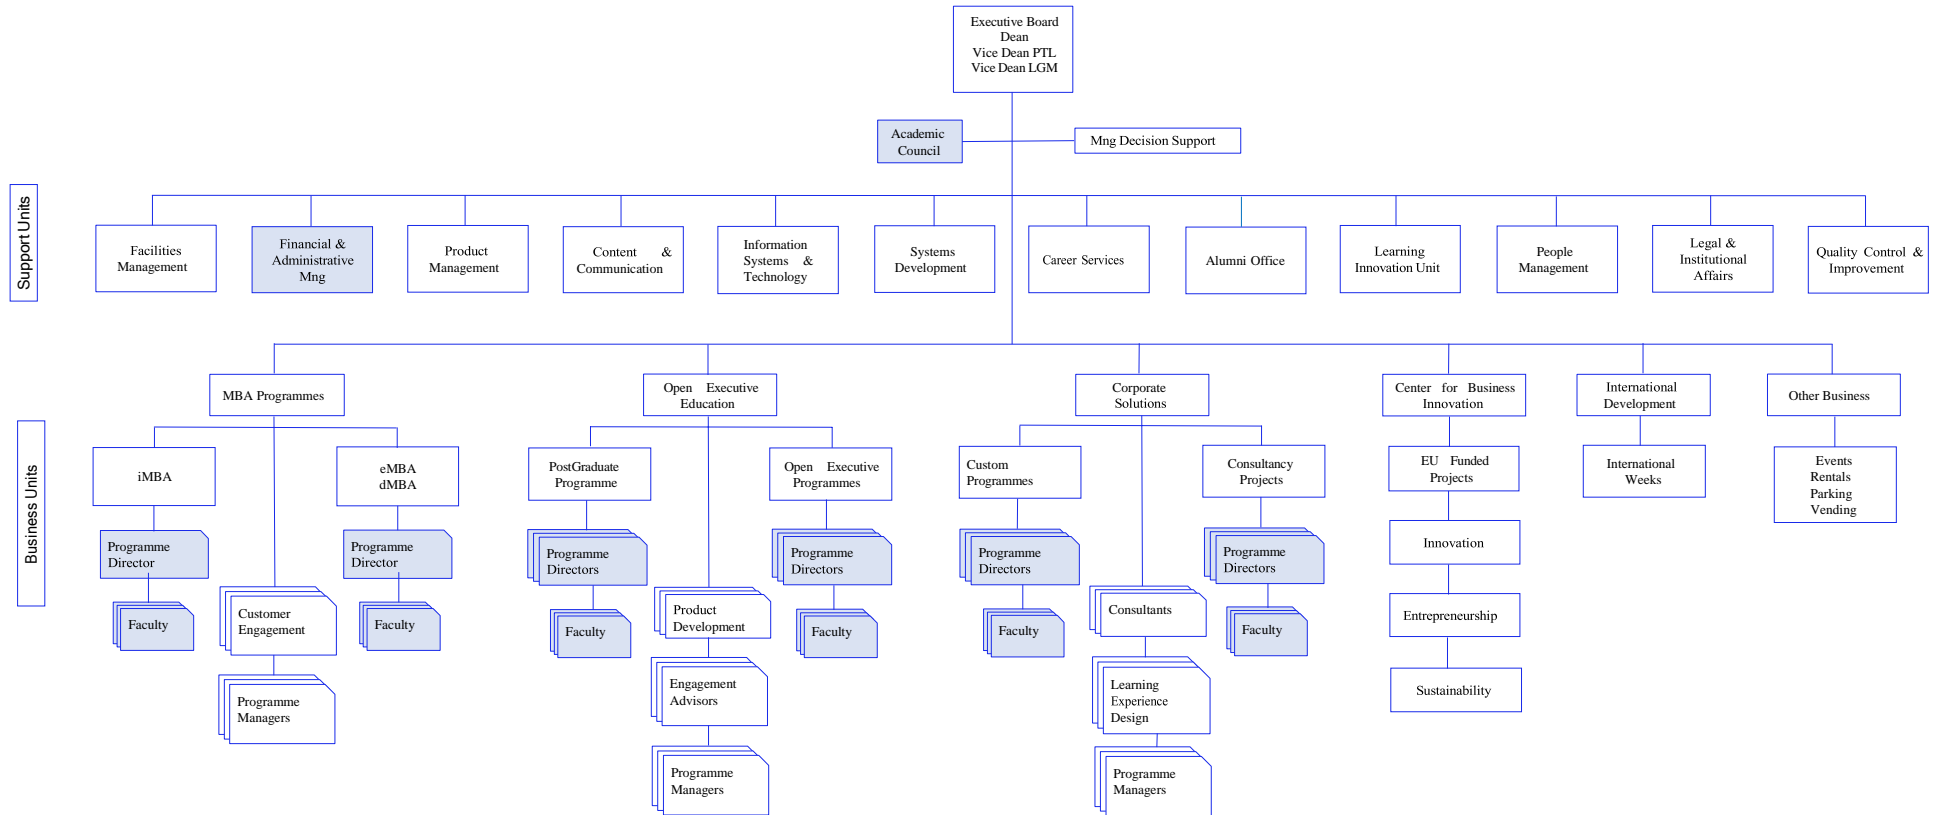 Executive Board
Dean
Vice Dean PTL
Vice Dean LGM
Academic
Council
Mng Decision Support
Support Units
Facilities
Management
Financial &
Administrative
Mng
Product
Management
Content &
Communication
Information
Systems &
Technology
Systems
Development
Career Services
Alumni Office
Learning
Innovation Unit
People
Management
Legal &
Institutional
Affairs
Quality Control &
Improvement
Business Units
MBA Programmes
Open Executive
Education
Corporate
Solutions
Center for Business
Innovation
International
Development
Other Business
iMBA
eMBA
dMBA
PostGraduate
Programme
Open Executive
Programmes
Custom
Programmes
Consultancy
Projects
EU Funded
Projects
International
Weeks
Events
Rentals
Parking
Vending
Programme
Director
Programme
Director
Programme
Directors
Programme
Directors
Programme
Directors
Programme
Directors
Innovation
Faculty
Customer
Engagement
Faculty
Faculty
Product
Development
Faculty
Faculty
Consultants
Faculty
Entrepreneurship
Programme
Managers
Engagement
Advisors
Learning
Experience
Design
Sustainability
Programme
Managers
Programme
Managers